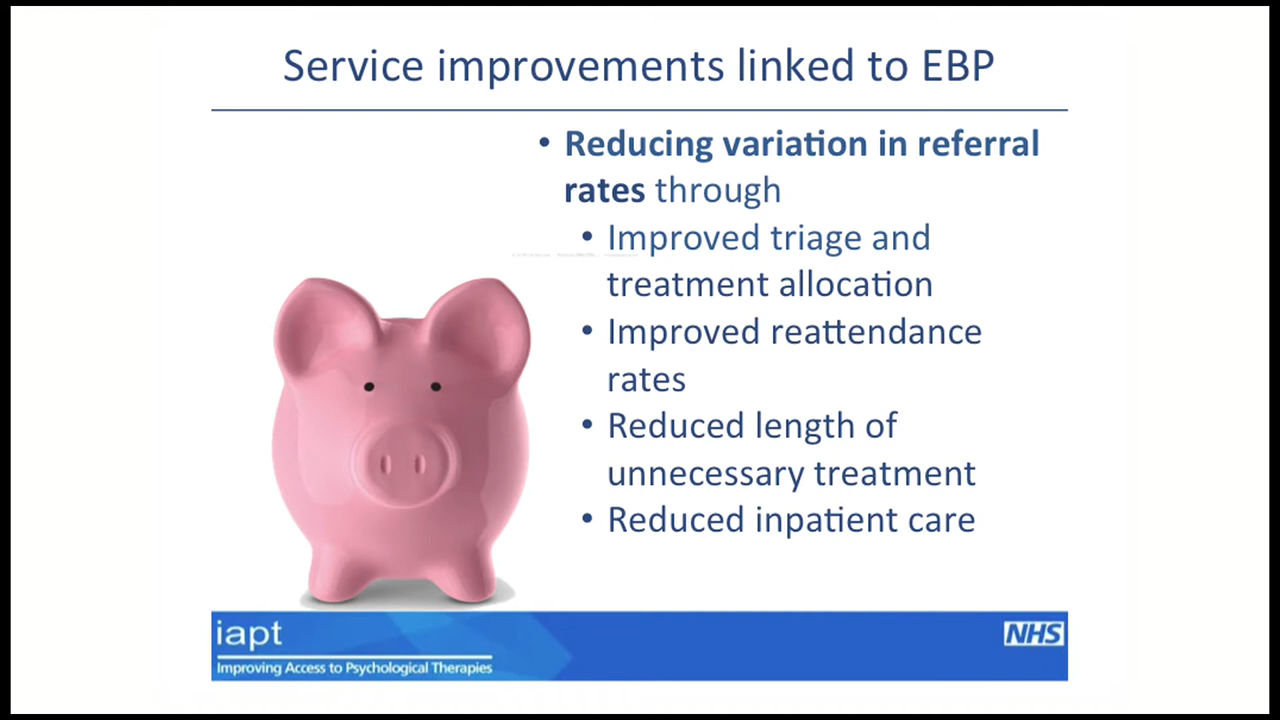 Service improvements linked to EBP
• Reducing variation in referral
rates through
• Improved triage and
treatment allocation
• Improved reattendance
rates
• Reduced length of
unnecessary treatment
• Reduced inpatient care
iapt
Improving Access to Psychological Therapies
NHS